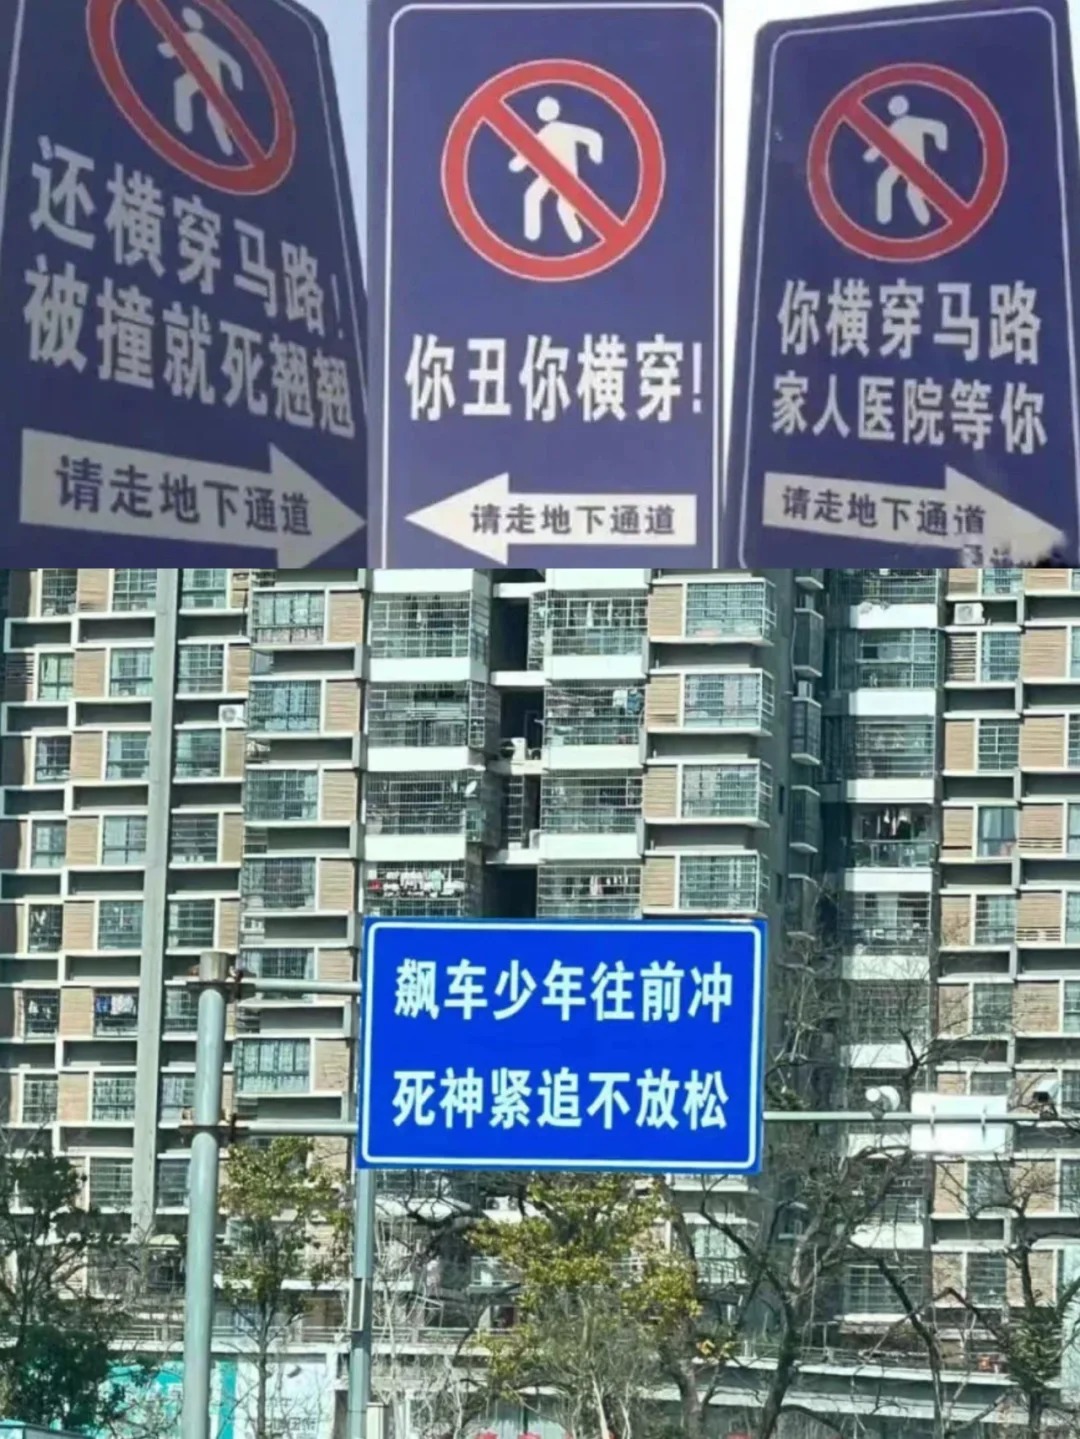 还横穿马路！
被撞就死翘翘
请走地下通道
你丑你横穿！
请走地下通道
你横穿马路
家人医院等你
请走地下通道
飙车少年往前冲
死神紧追不放松